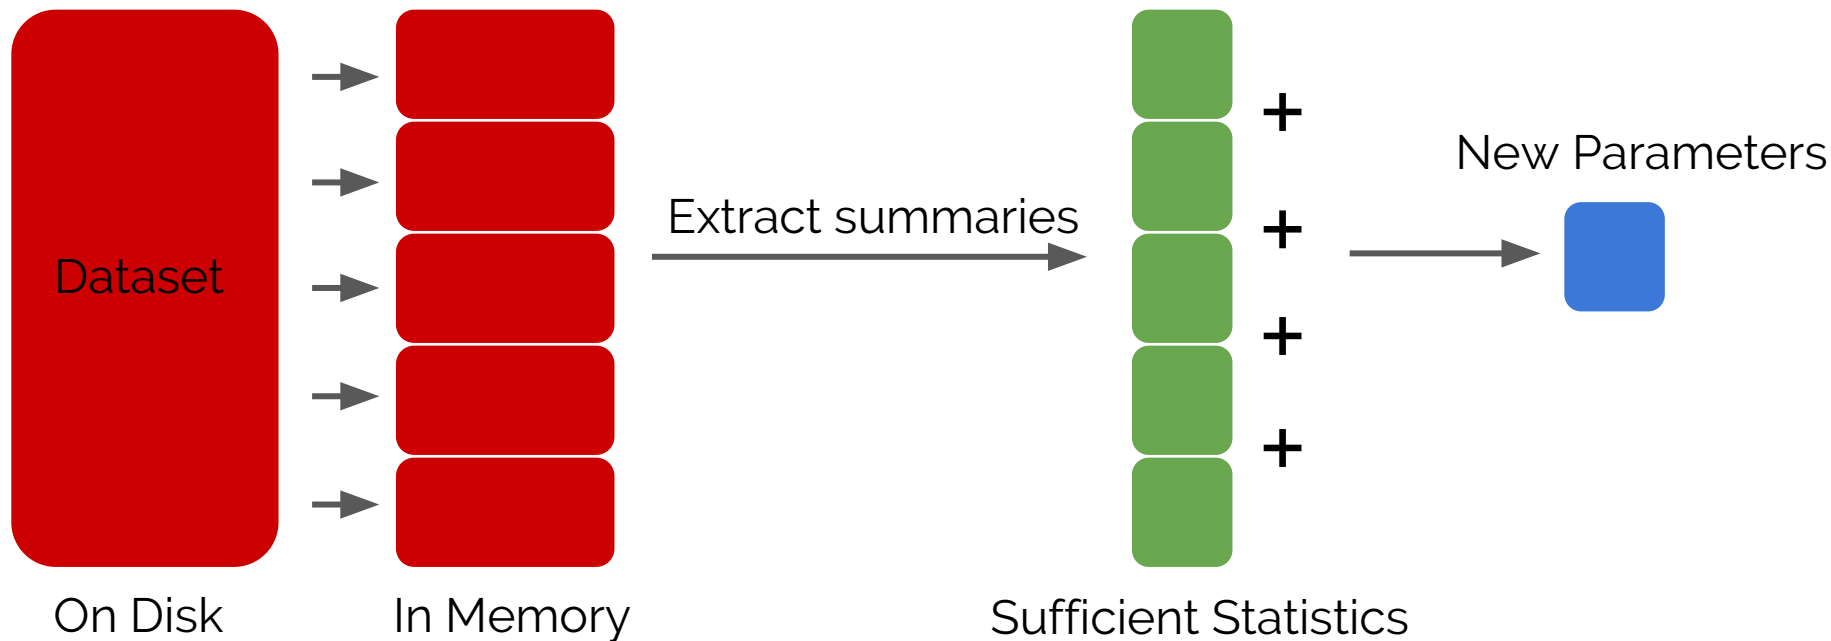 Dataset
On Disk
In Memory
Extract summaries
+
+
+
+
Sufficient Statistics
New Parameters